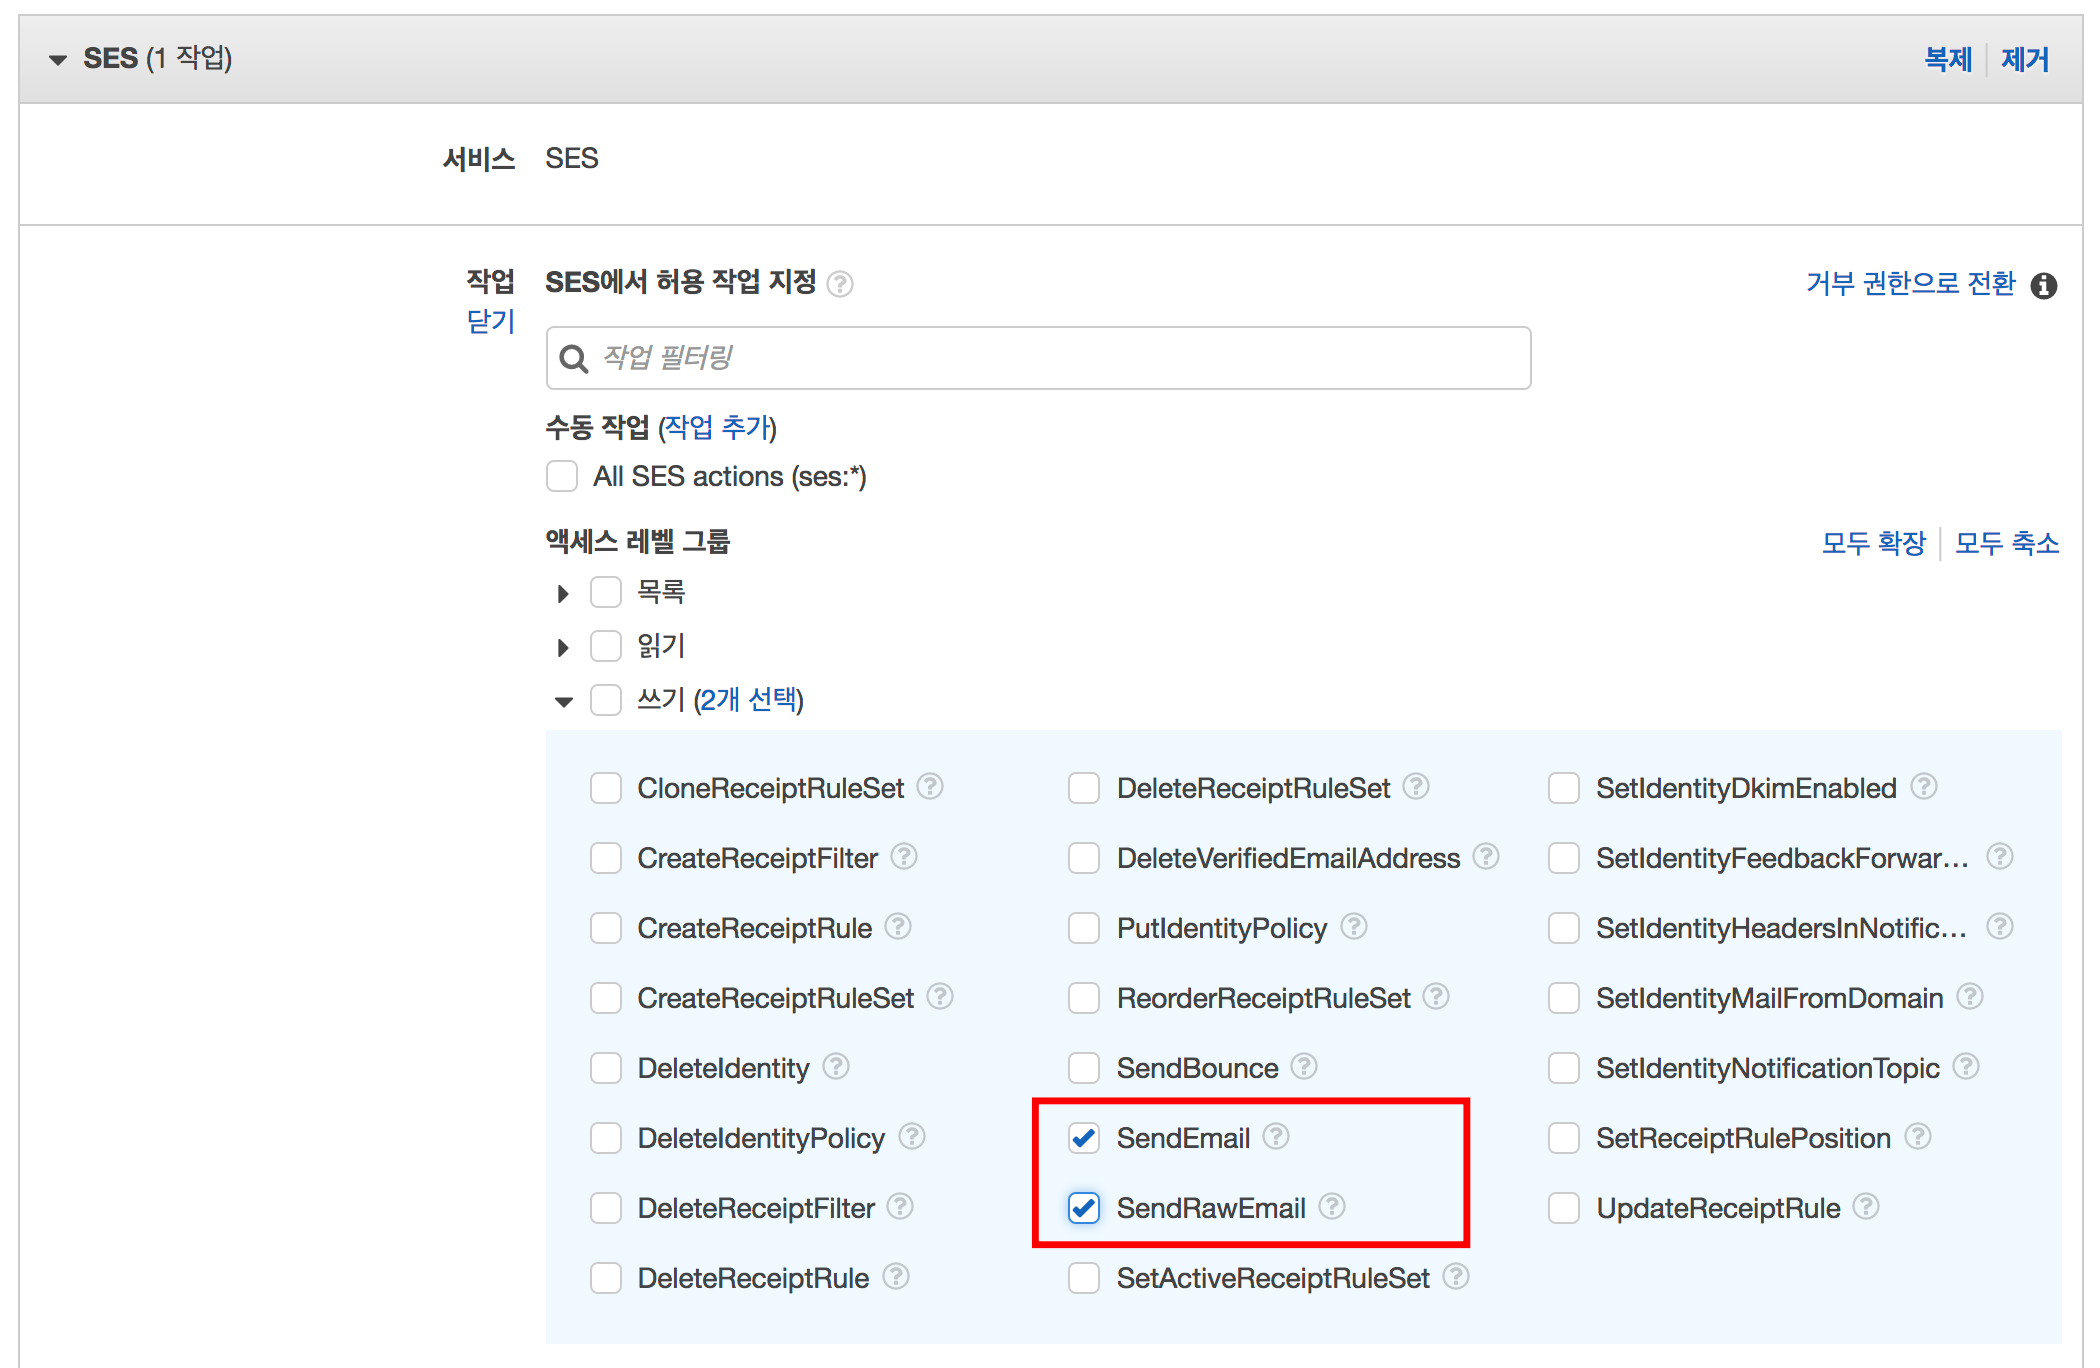 SES (1 작업) 복제 제거
서비스 SES
작업 SES에서 허용 작업 지정 거부 권한으로 전환
닫기
작업 필터링
수동 작업 (작업 추가)
All SES actions (ses:*)
액세스 레벨 그룹 모두 확장 모두 축소
목록
읽기
쓰기 (2개 선택)
CloneReceiptRuleSet DeleteReceiptRuleSet SetIdentityDkimEnabled
CreateReceiptFilter DeleteVerifiedEmailAddress SetIdentityFeedbackForwar...
CreateReceiptRule PutIdentityPolicy SetIdentityHeadersInNotific...
CreateReceiptRuleSet ReorderReceiptRuleSet SetIdentityMailFromDomain
DeleteIdentity SendBounce SetIdentityNotificationTopic
DeleteIdentityPolicy SendEmail SetReceiptRulePosition
DeleteReceiptFilter SendRawEmail UpdateReceiptRule
DeleteReceiptRule SetActiveReceiptRuleSet